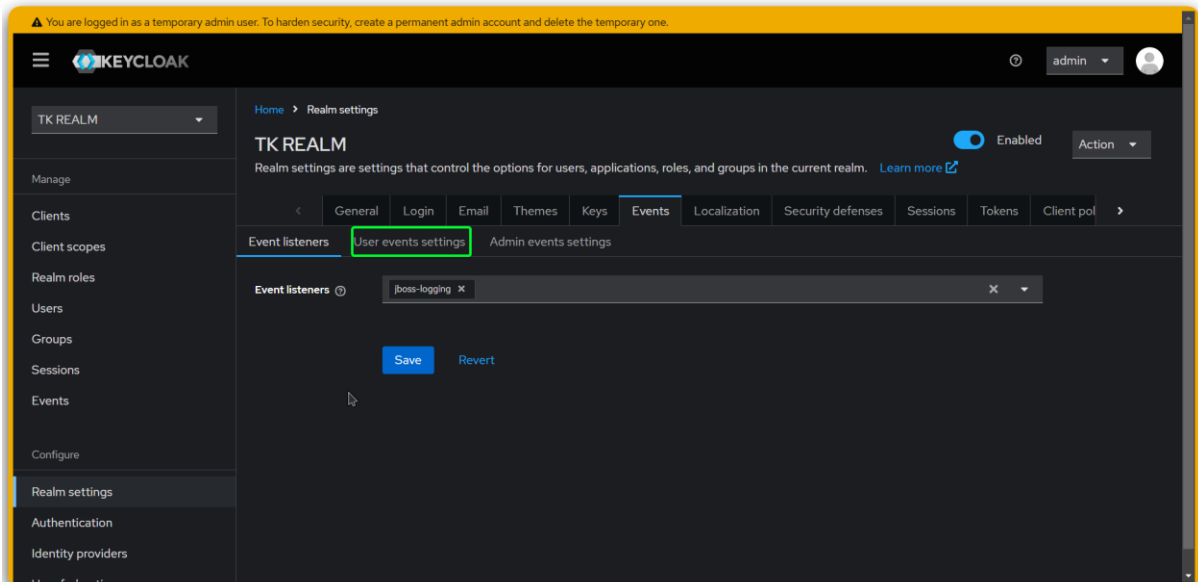 You are logged in as a temporary admin user. To harden security, create a permanent admin account and delete the temporary one.
KEYCLOAK
admin
TK REALM
Manage
Clients
Client scopes
Realm roles
Users
Groups
Sessions
Events
Configure
Realm settings
Authentication
Identity providers
Home > Realm settings
TK REALM
Enabled
Action
Realm settings are settings that control the options for users, applications, roles, and groups in the current realm. Learn more
General Login Email Themes Keys Events Localization Security defenses Sessions Tokens Client pol
Event listeners User events settings Admin events settings
Event listeners
jboss-logging
Save Revert